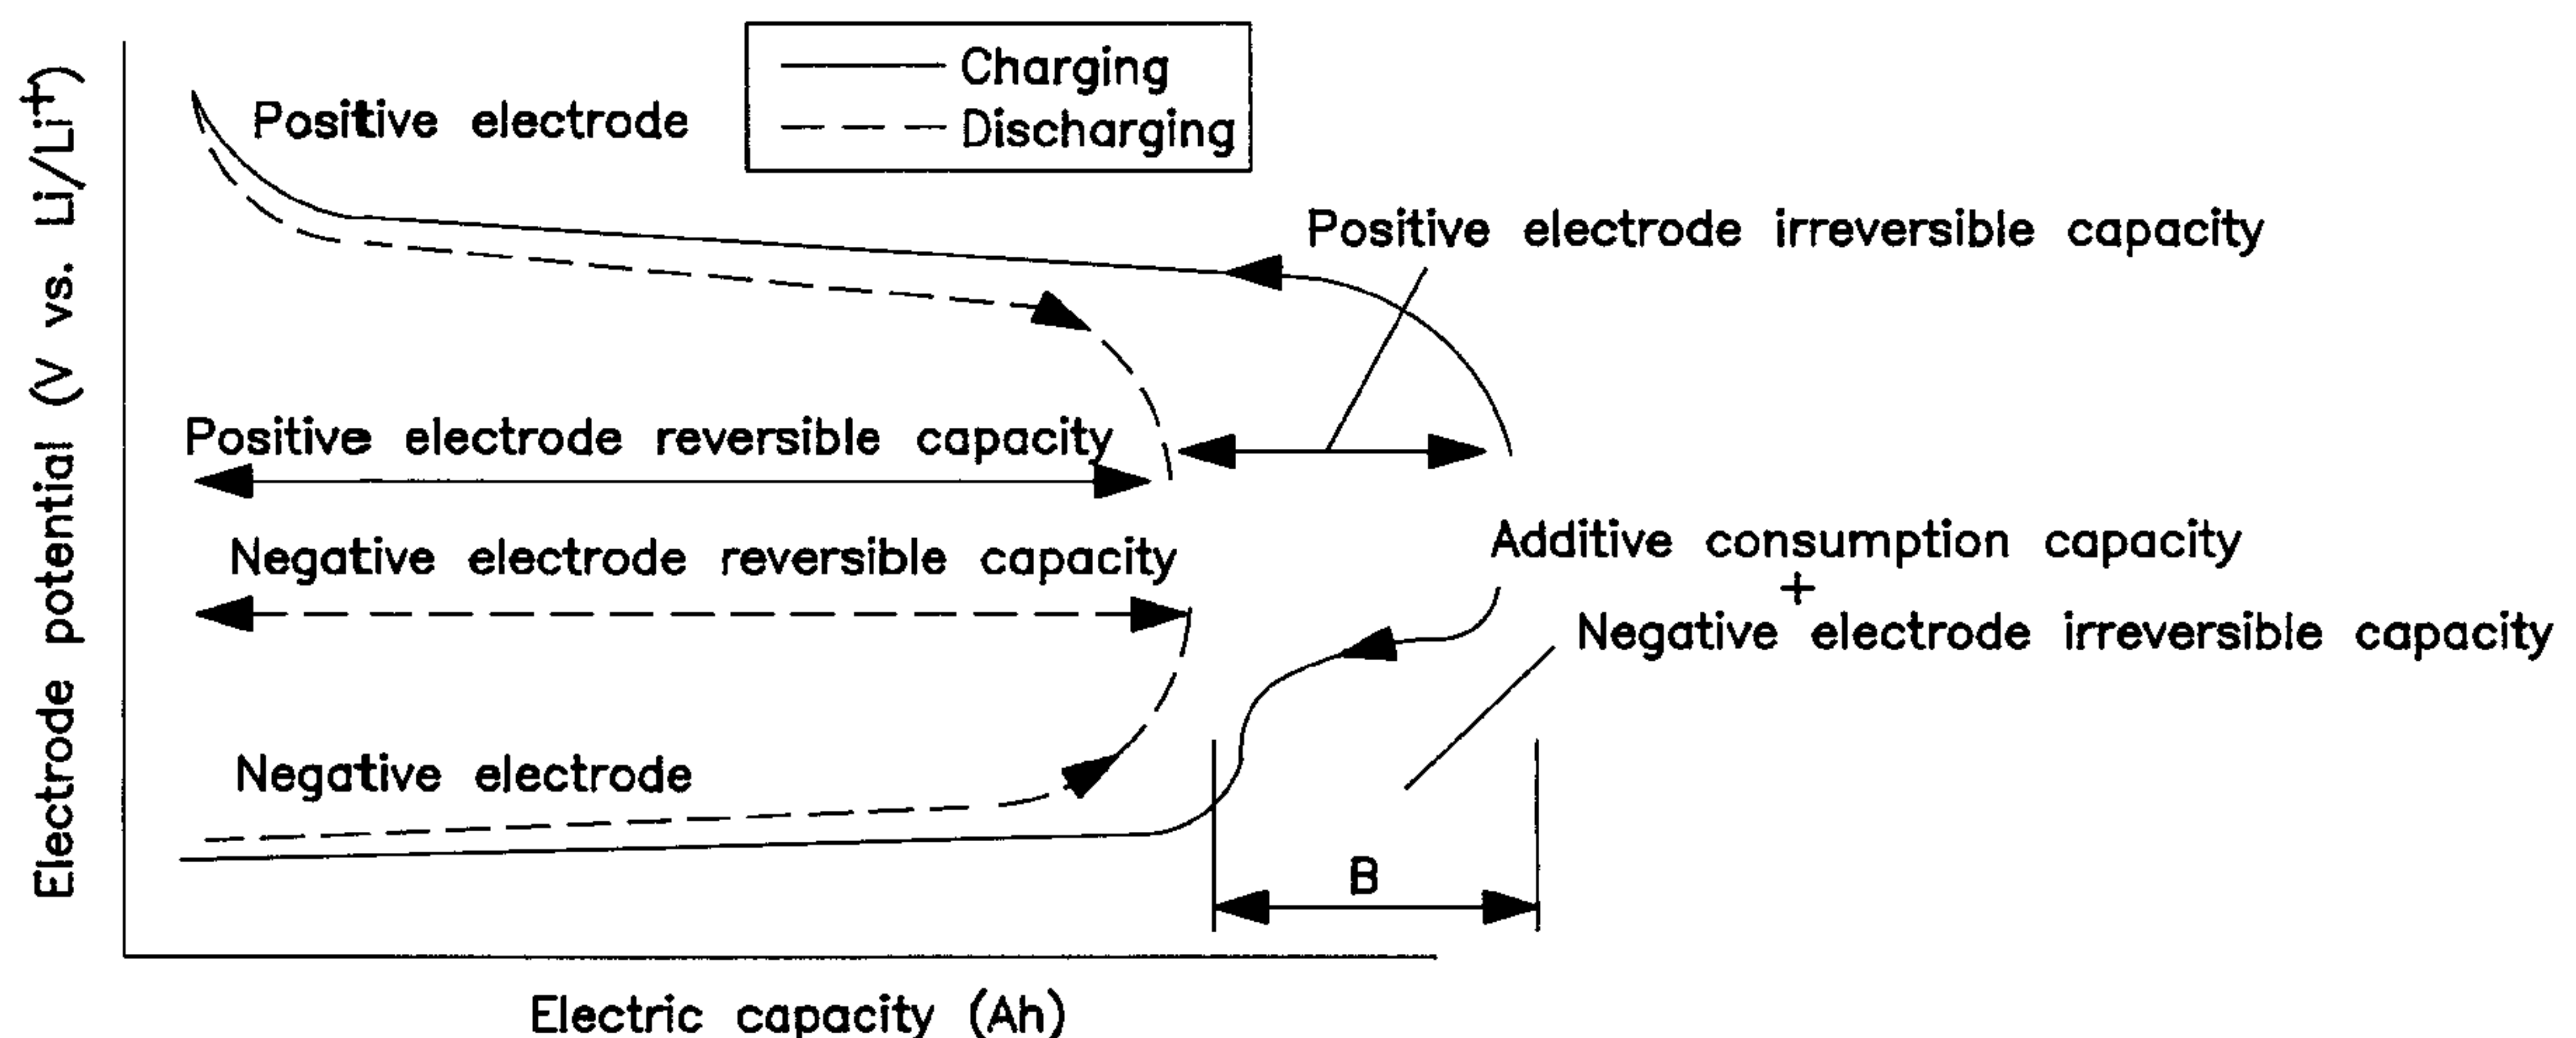 Charging
Discharging
Positive electrode
Positive electrode irreversible capacity
Positive electrode reversible capacity
Negative electrode reversible capacity
Additive consumption capacity
+
Negative electrode irreversible capacity
Negative electrode
B
Electrode potential (V vs. Li/Li+)
Electric capacity (Ah)